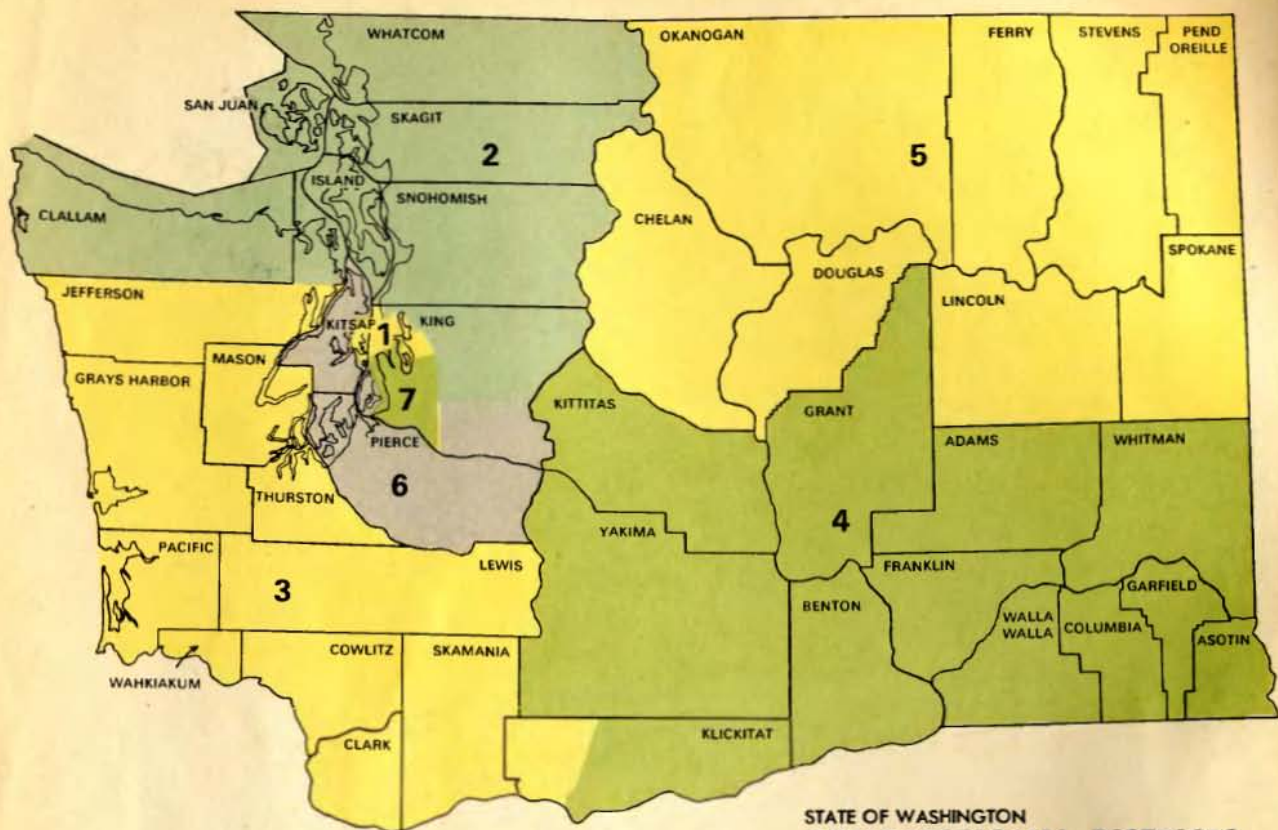 WHATCOM
OKANOGAN
FERRY
STEVENS
PEND
OREILLE
SAN JUAN
SKAGIT
2
5
ISLAND
SNOHOMISH
CLALLAM
CHELAN
SPOKANE
DOUGLAS
JEFFERSON
LINCOLN
KITSAP
1
KING
MASON
GRAYS HARBOR
7
KITTITAS
GRANT
PIERCE
ADAMS
WHITMAN
6
THURSTON
4
YAKIMA
PACIFIC
LEWIS
FRANKLIN
3
BENTON
GARFIELD
WALLA
WALLA
COLUMBIA
ASOTIN
COWLITZ
SKAMANIA
WAHKIAKUM
CLARK
KLICKITAT
STATE OF WASHINGTON